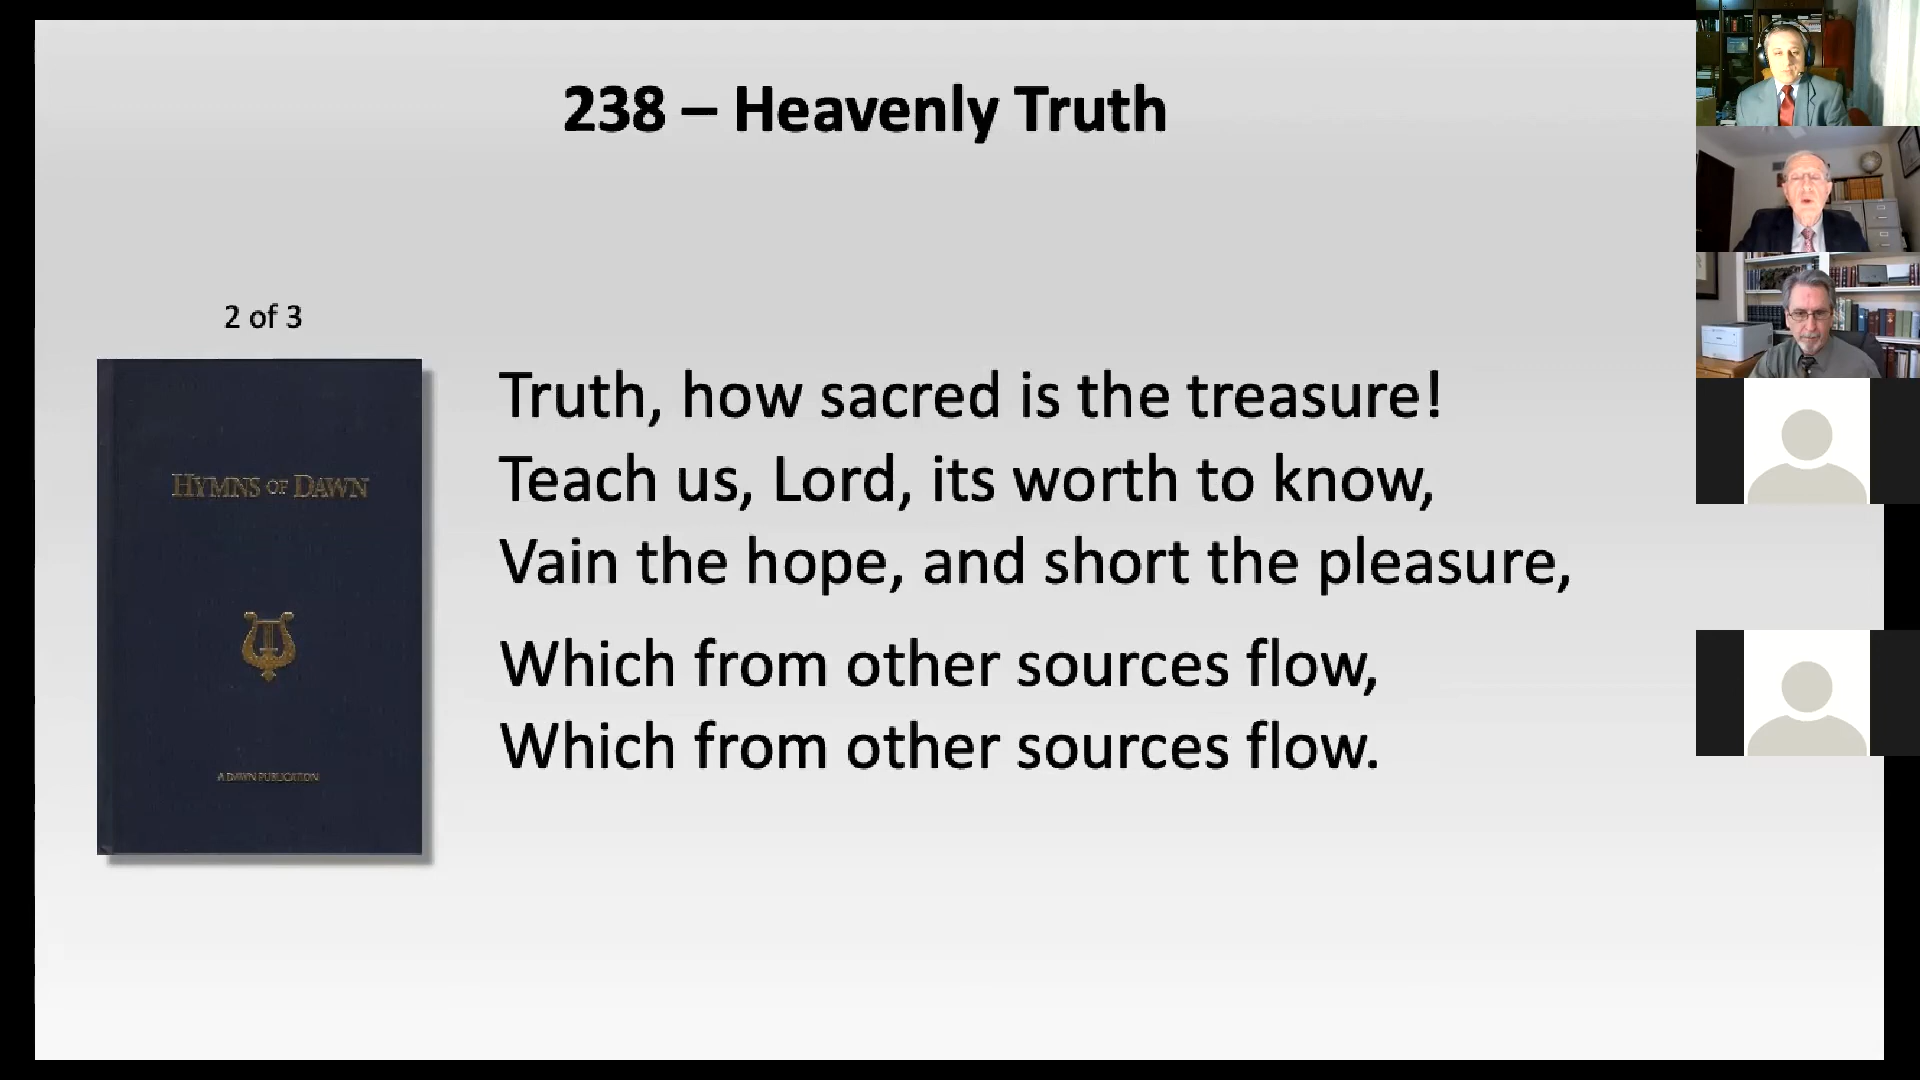 238 – Heavenly Truth
2 of 3
HYMNS OF DAWN
A DAWN PUBLICATION
Truth, how sacred is the treasure!
Teach us, Lord, its worth to know,
Vain the hope, and short the pleasure,
Which from other sources flow,
Which from other sources flow.